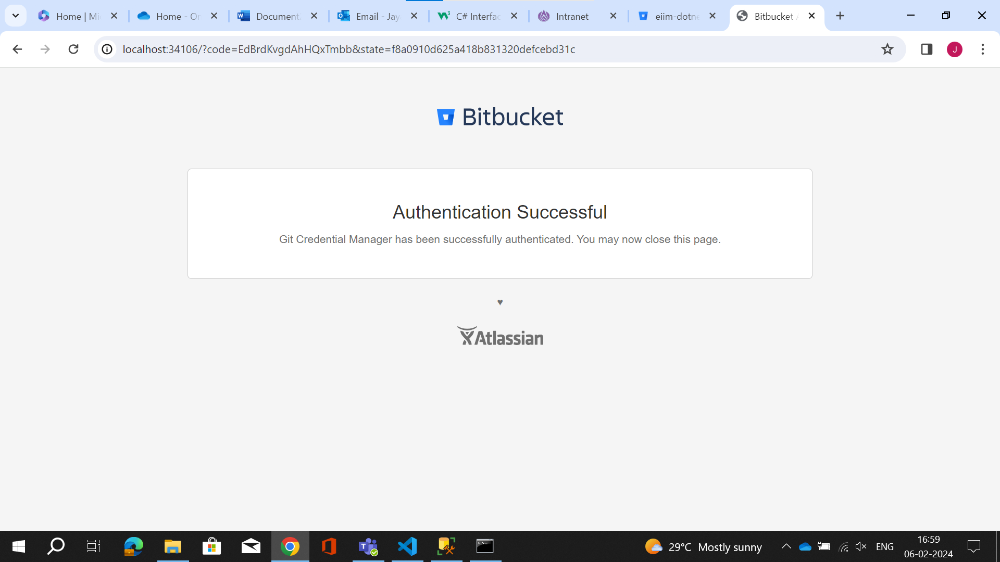 Home | Mi
Home - On
Documenta
Email - Jay
C# Interfac
Intranet
eiim-dotne
Bitbucket A
localhost:34106/?code=EdBrdKvgdAhHQxTmbb&state=f8a0910d625a418b831320defcebd31c
J
Bitbucket
Authentication Successful
Git Credential Manager has been successfully authenticated. You may now close this page.
♥
Atlassian
29°C Mostly sunny
ENG
16:59
06-02-2024